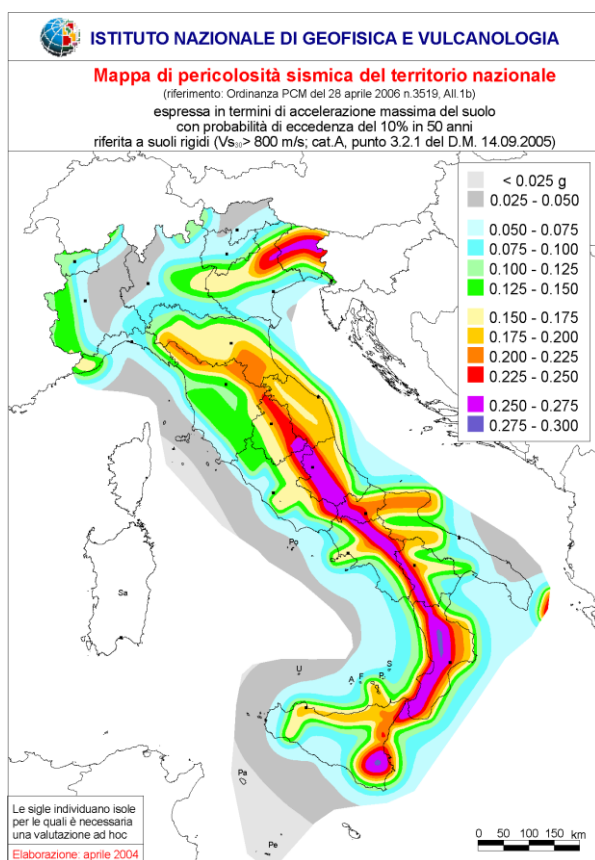 ISTITUTO NAZIONALE DI GEOFISICA E VULCANOLOGIA
Mappa di pericolosità sismica del territorio nazionale
(riferimento: Ordinanza PCM del 28 aprile 2006 n.3519, All.1b)
espressa in termini di accelerazione massima del suolo
con probabilità di eccedenza del 10% in 50 anni
riferita a suoli rigidi (Vs₃₀> 800 m/s; cat.A, punto 3.2.1 del D.M. 14.09.2005)
< 0.025 g
0.025 - 0.050
0.050 - 0.075
0.075 - 0.100
0.100 - 0.125
0.125 - 0.150
0.150 - 0.175
0.175 - 0.200
0.200 - 0.225
0.225 - 0.250
0.250 - 0.275
0.275 - 0.300
Po
Sa
U
A
F
P
S
Pa
Pe
Le sigle individuano isole
per le quali è necessaria
una valutazione ad hoc
Elaborazione: aprile 2004
0 50 100 150 km